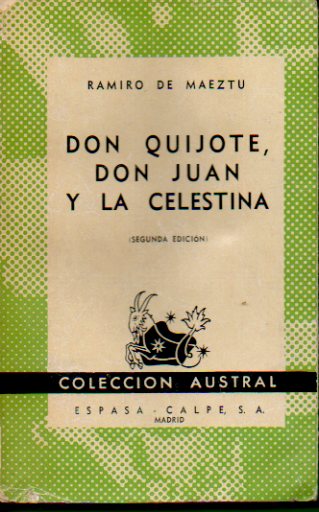 RAMIRO DE MAEZTU
DON QUIJOTE,
DON JUAN
Y LA CELESTINA
(SEGUNDA EDICION)
COLECCION AUSTRAL
ESPASA - CALPE, S. A.
MADRID